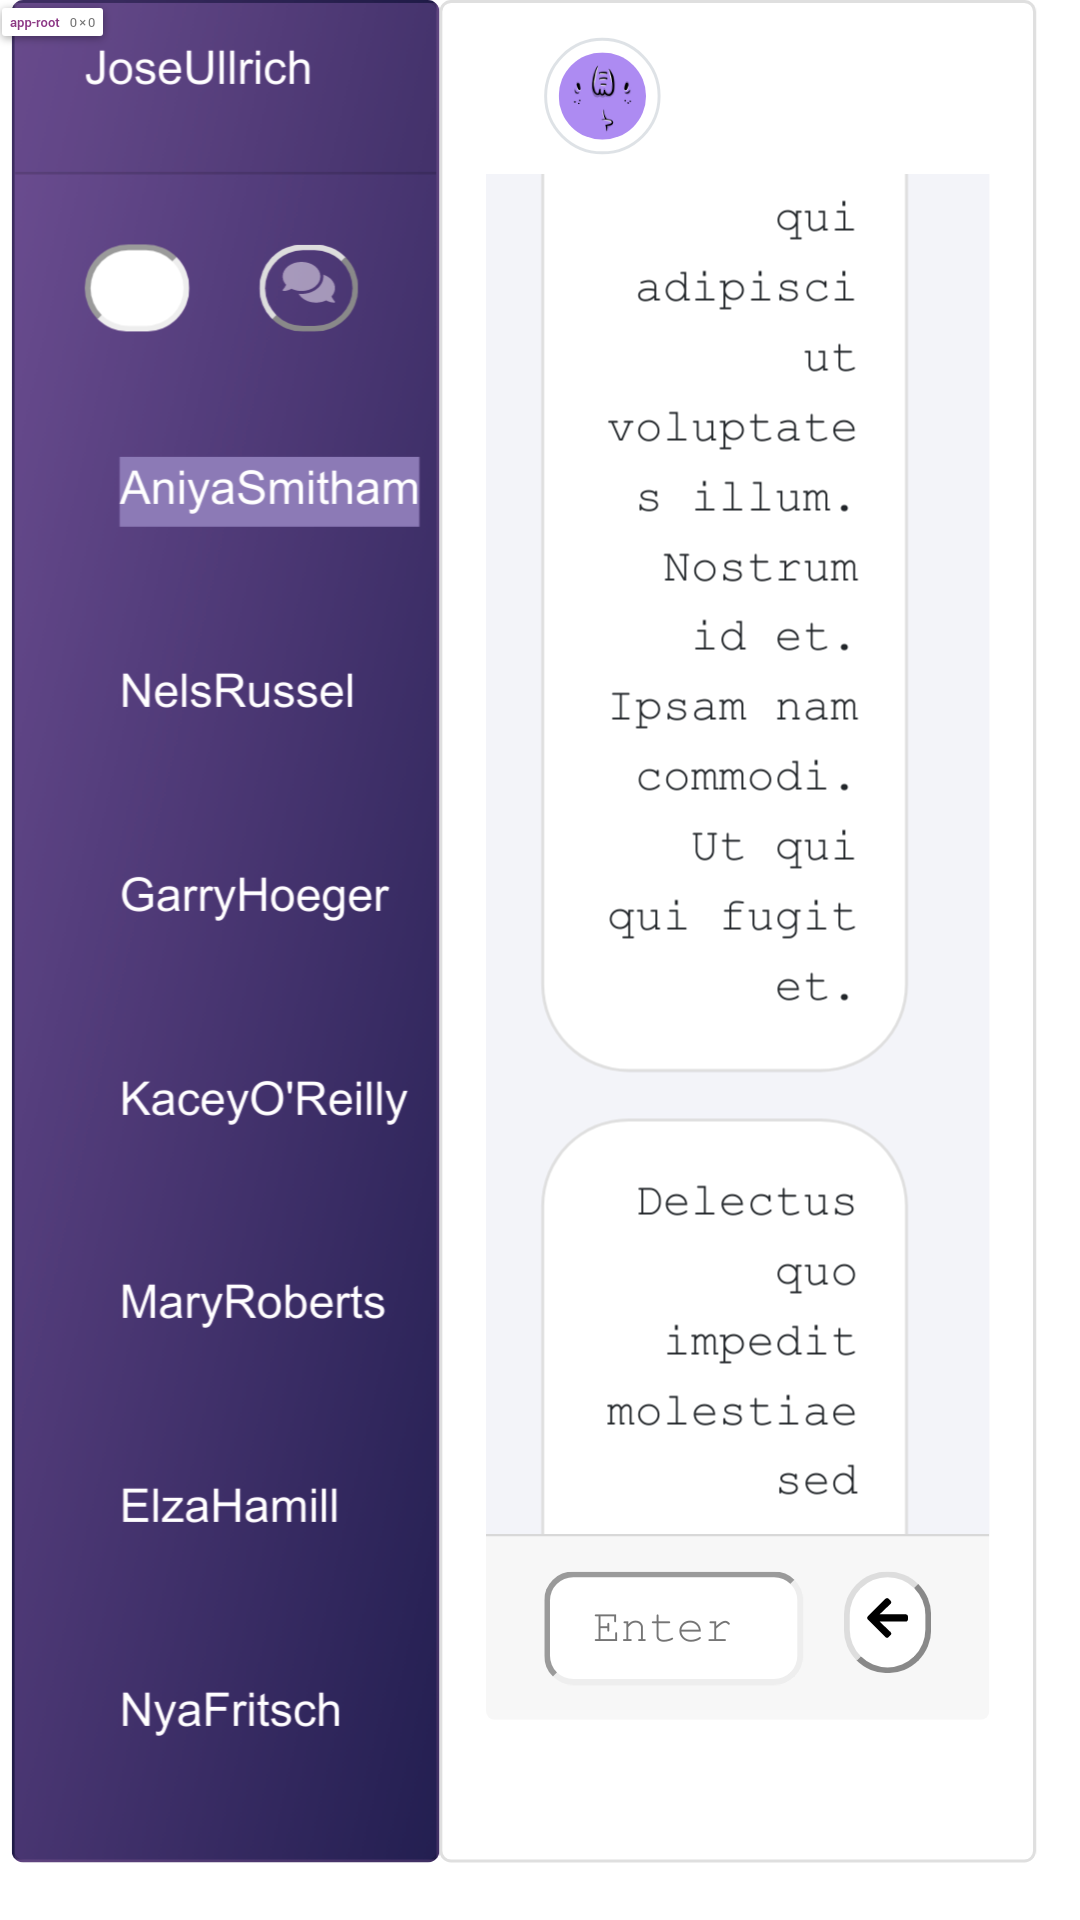 app-root 0×0
JoseUllrich
AniyaSmitham
NelsRussel
GarryHoeger
KaceyO'Reilly
MaryRoberts
ElzaHamill
NyaFritsch
qui
adipisci
ut
voluptate
s illum.
Nostrum
id et.
Ipsam nam
commodi.
Ut qui
qui fugit
et.
Delectus
quo
impedit
molestiae
sed
Enter